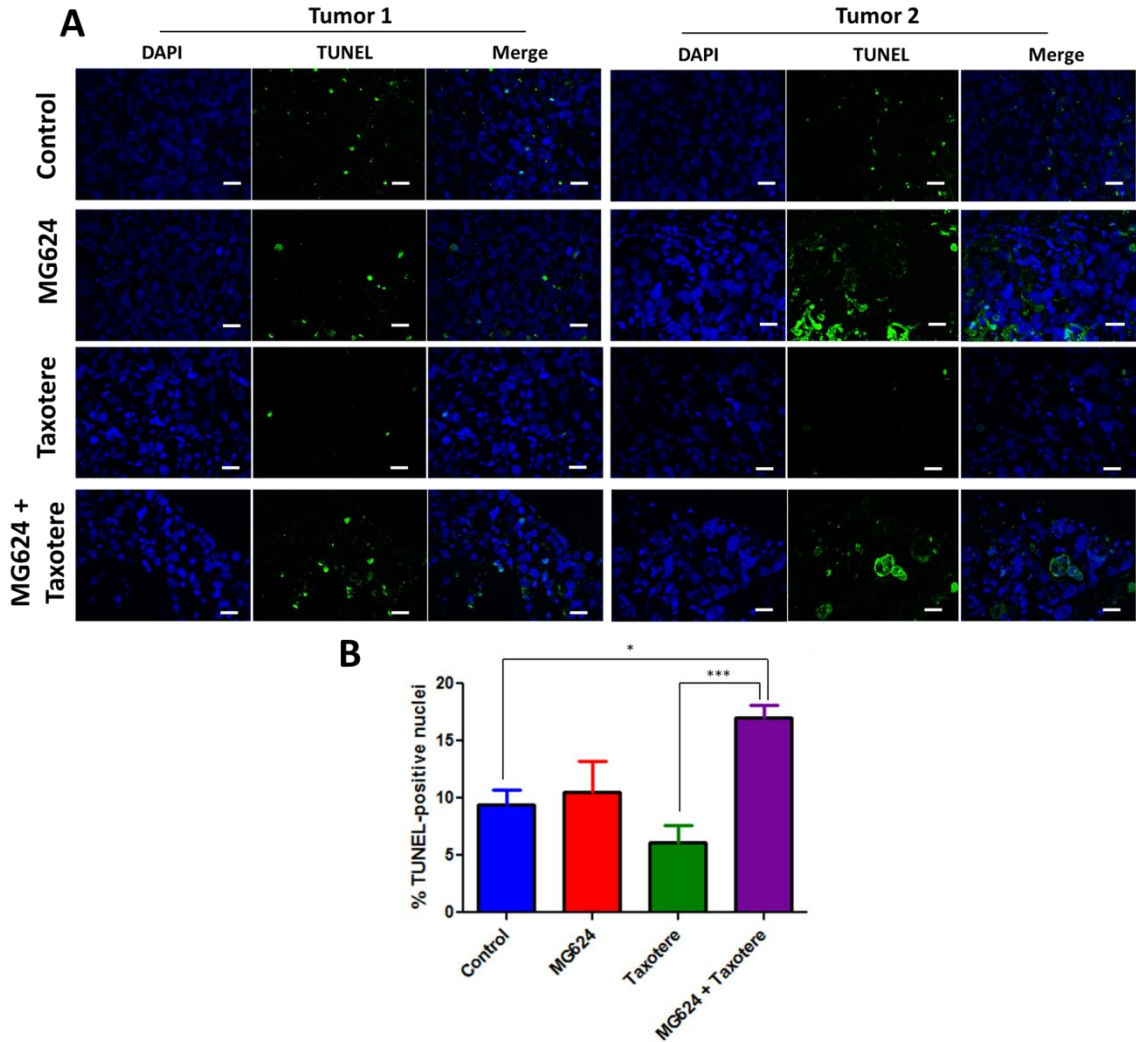 A
Tumor 1
Tumor 2
DAPI TUNEL Merge
DAPI TUNEL Merge
Control
MG624
Taxotere
MG624 +
Taxotere
B
*
***
% TUNEL-positive nuclei
20
15
10
5
0
Control
MG624
Taxotere
MG624 + Taxotere